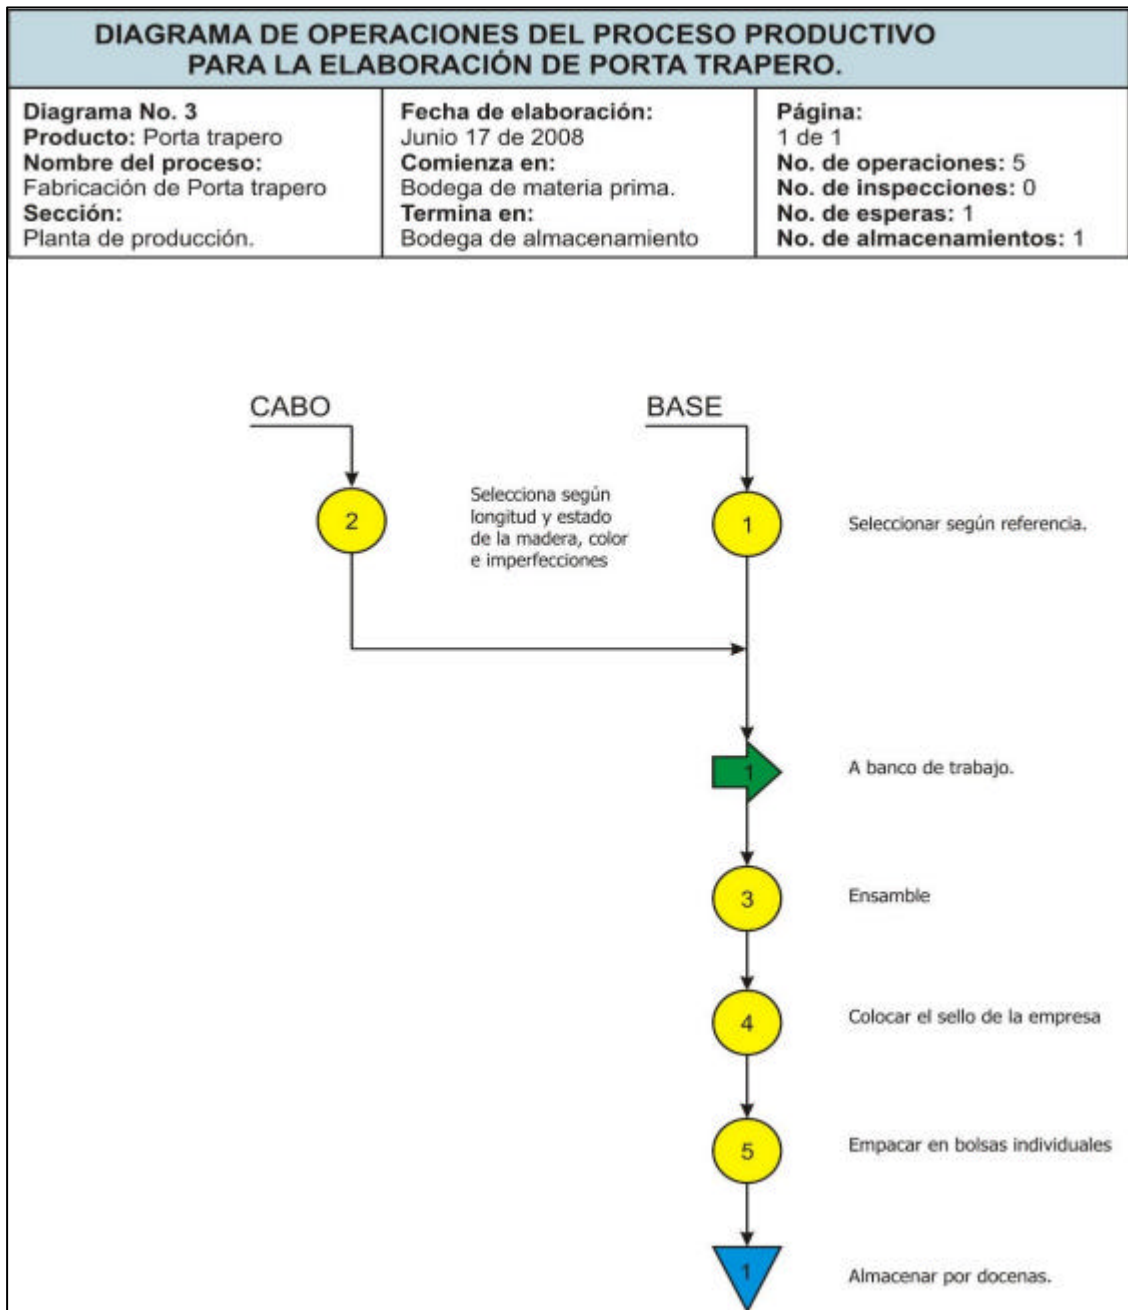 DIAGRAMA DE OPERACIONES DEL PROCESO PRODUCTIVO
PARA LA ELABORACIÓN DE PORTA TRAPERO.
Diagrama No. 3
Producto: Porta trapero
Nombre del proceso:
Fabricación de Porta trapero
Sección:
Planta de producción.
Fecha de elaboración:
Junio 17 de 2008
Comienza en:
Bodega de materia prima.
Termina en:
Bodega de almacenamiento
Página:
1 de 1
No. de operaciones: 5
No. de inspecciones: 0
No. de esperas: 1
No. de almacenamientos: 1
CABO
BASE
2
Selecciona según
longitud y estado
de la madera, color
e imperfecciones
1
Seleccionar según referencia.
1
A banco de trabajo.
3
Ensamble
4
Colocar el sello de la empresa
5
Empacar en bolsas individuales
1
Almacenar por docenas.